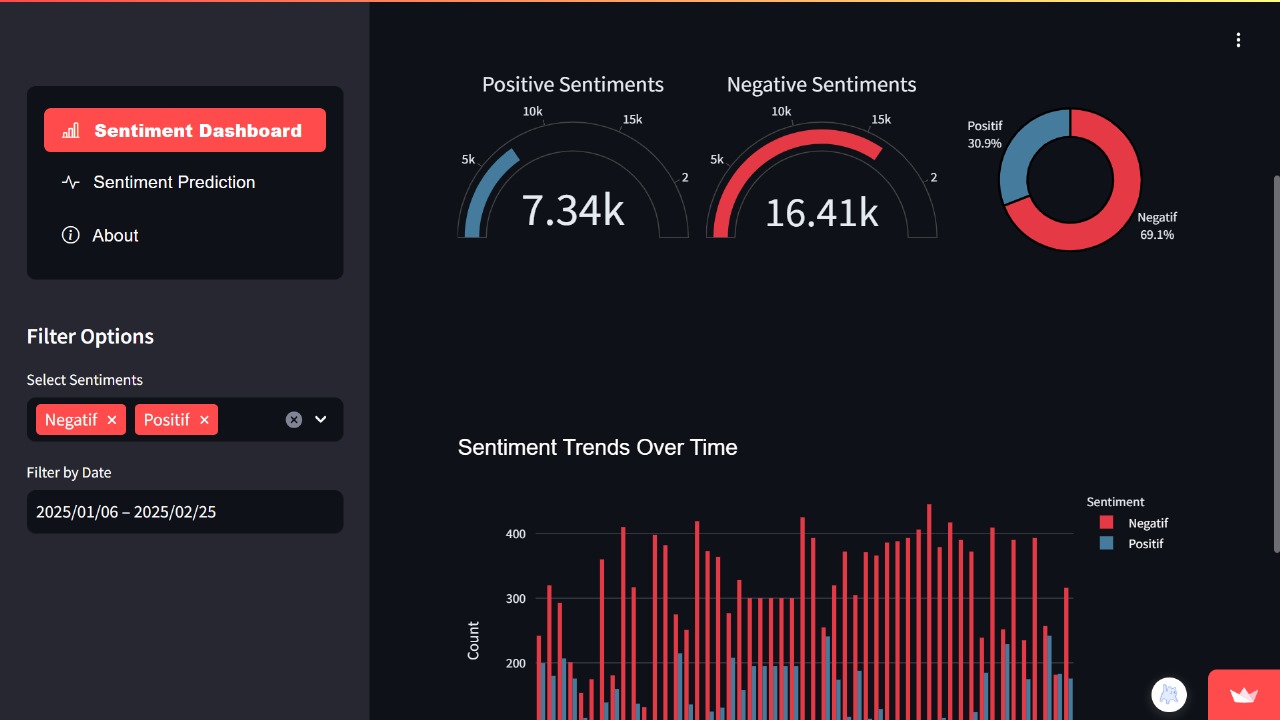 Sentiment Dashboard
Sentiment Prediction
About
Filter Options
Select Sentiments
Negatif
Positif
Filter by Date
2025/01/06 – 2025/02/25
Positive Sentiments
5k
10k
15k
2
7.34k
Negative Sentiments
5k
10k
15k
2
16.41k
Positif
30.9%
Negatif
69.1%
Sentiment Trends Over Time
Sentiment
Negatif
Positif
400
300
200
Count